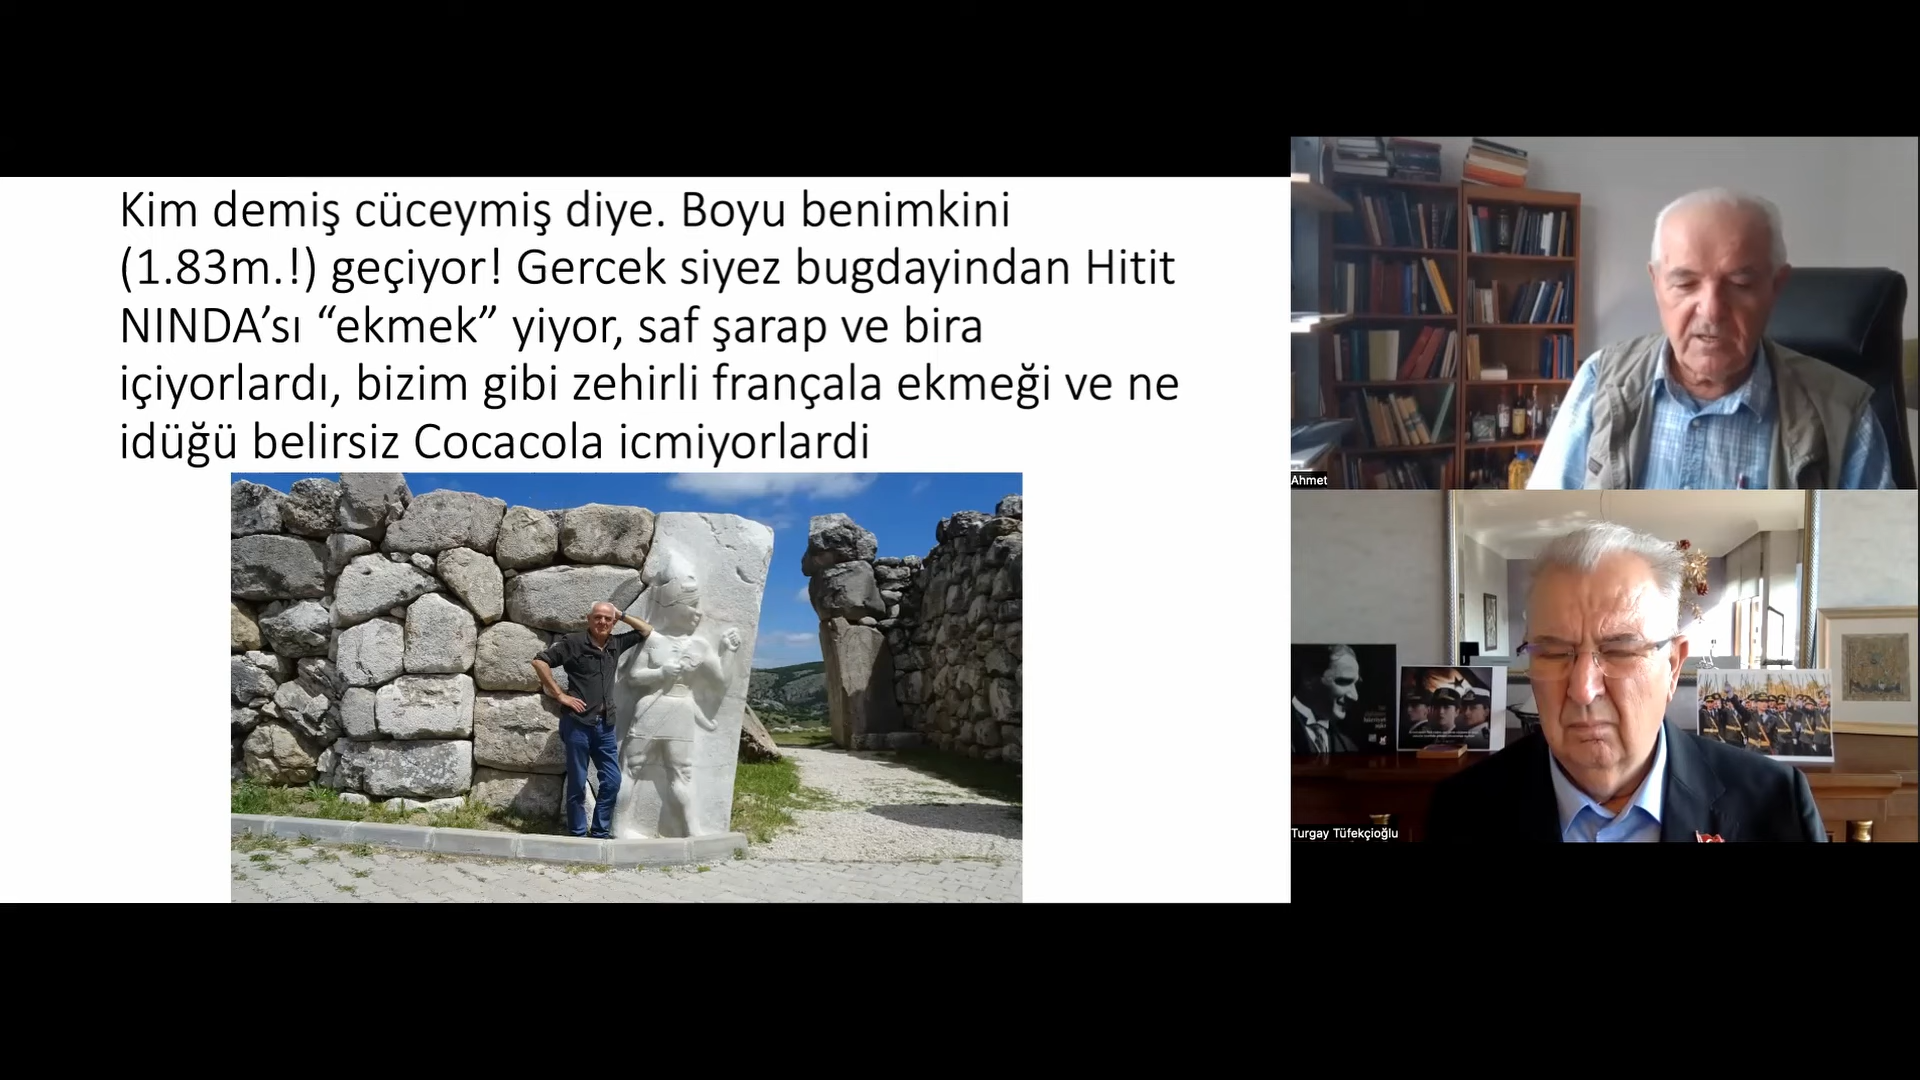 Kim demiş cüceymiş diye. Boyu benimkini
(1.83m.!) geçiyor! Gercek siyez bugdayindan Hitit
NINDA’sı “ekmek” yiyor, saf şarap ve bira
içiyorlardı, bizim gibi zehirli françala ekmeği ve ne
idüğü belirsiz Cocacola icmiyorlardi
Ahmet
Turgay Tüfekçioğlu